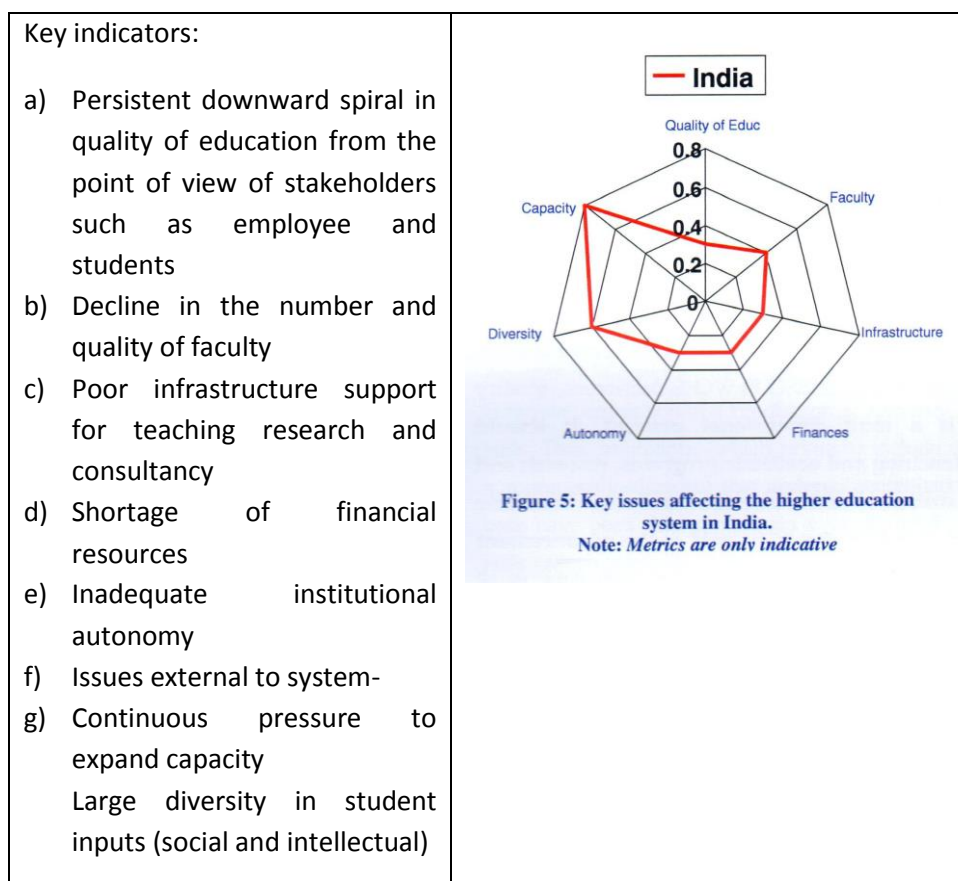 Key indicators:
a) Persistent downward spiral in
quality of education from the
point of view of stakeholders
such as employee and
students
b) Decline in the number and
quality of faculty
c) Poor infrastructure support
for teaching research and
consultancy
d) Shortage of financial
resources
e) Inadequate institutional
autonomy
f) Issues external to system-
g) Continuous pressure to
expand capacity
Large diversity in student
inputs (social and intellectual)
India
Quality of Educ
0.8
0.6
0.4
0.2
0
Faculty
Infrastructure
Finances
Autonomy
Diversity
Capacity
Figure 5: Key issues affecting the higher education
system in India.
Note: Metrics are only indicative